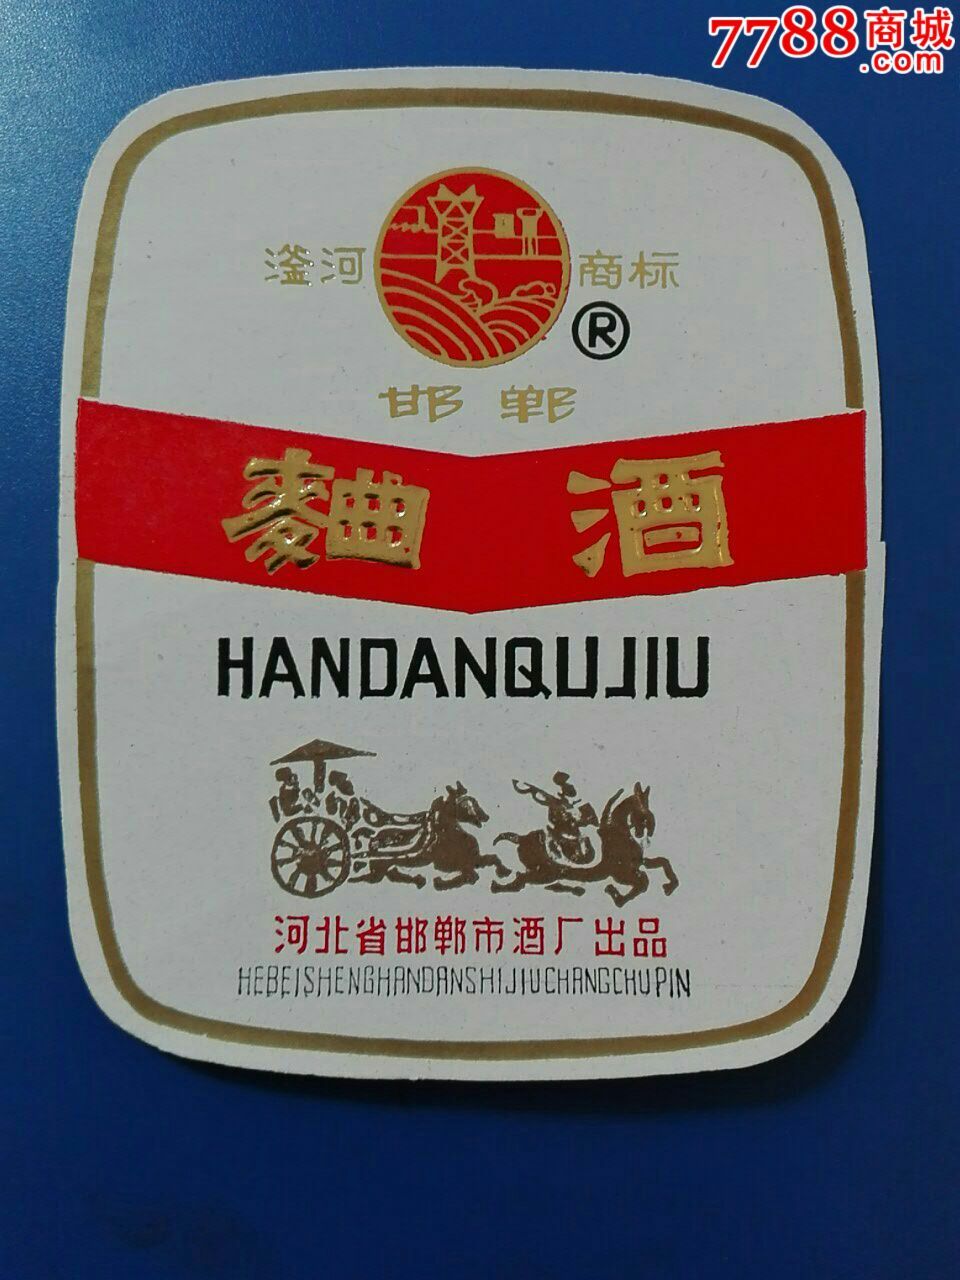 7788商城
.com
滏河 商标
®
邯郸
麯酒
HANDANQUJIU
河北省邯郸市酒厂出品
HEBEISHENGHANDANSHIJIUCHANGCHUPIN